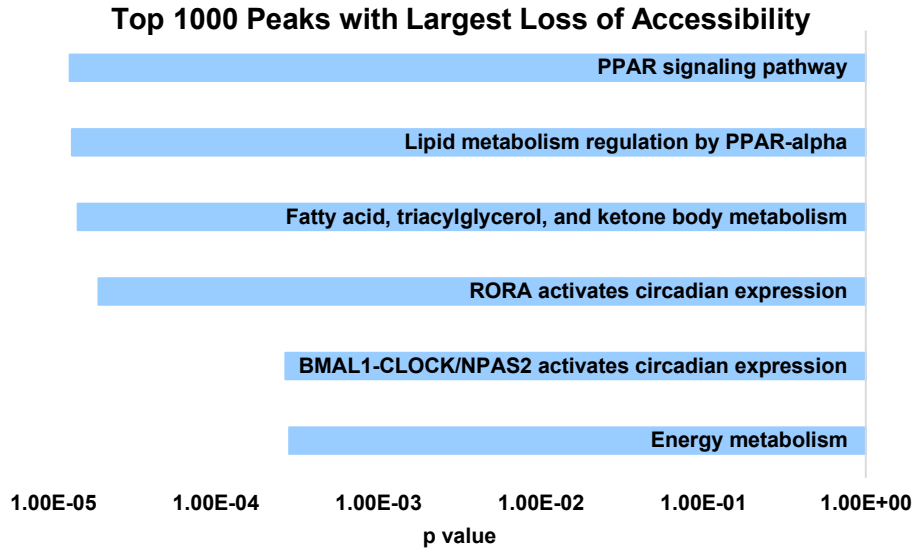 Top 1000 Peaks with Largest Loss of Accessibility
PPAR signaling pathway
Lipid metabolism regulation by PPAR-alpha
Fatty acid, triacylglycerol, and ketone body metabolism
RORA activates circadian expression
BMAL1-CLOCK/NPAS2 activates circadian expression
Energy metabolism
1.00E-05 1.00E-04 1.00E-03 1.00E-02 1.00E-01 1.00E+00
p value